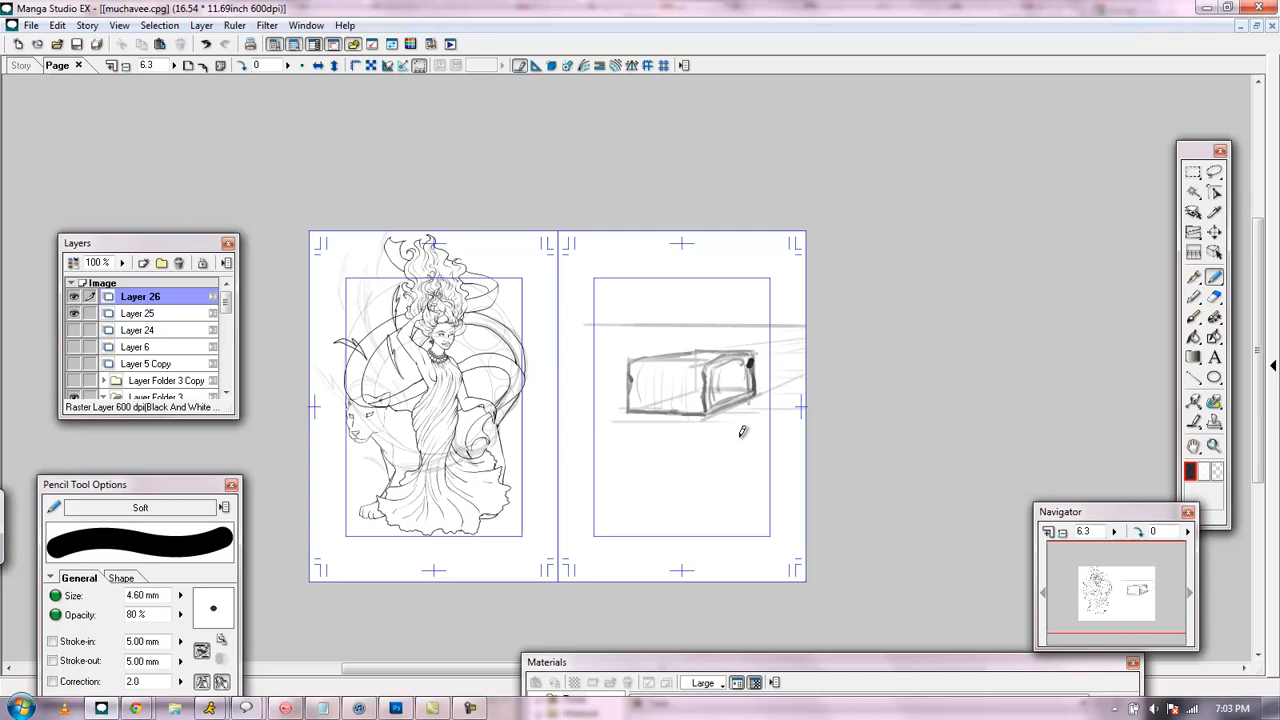 Manga Studio EX - [[muchavee.cpg] (16.54 * 11.69inch 600dpi)]
File Edit Story View Selection Layer Ruler Filter Window Help
Story Page 6.3 0
Layers
100 %
Image
Layer 26
Layer 25
Layer 24
Layer 6
Layer 5 Copy
Layer Folder 3 Copy
Layer Folder 3
Raster Layer 600 dpi(Black And White ...
Pencil Tool Options
Soft
General Shape
Size: 4.60 mm
Opacity: 80 %
Stroke-in: 5.00 mm
Stroke-out: 5.00 mm
Correction: 2.0
Navigator
6.3 0
Materials
Large
7:03 PM